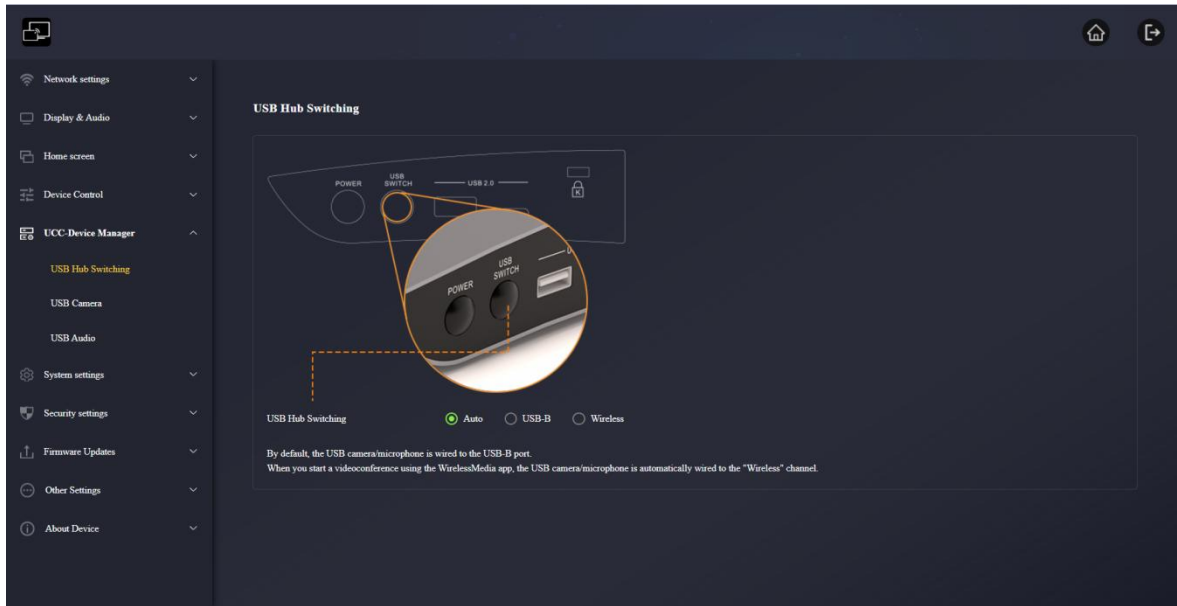 Network settings
Display & Audio
Home screen
Device Control
UCC-Device Manager
USB Hub Switching
USB Camera
USB Audio
System settings
Security settings
Firmware Updates
Other Settings
About Device
USB Hub Switching
POWER
USB
SWITCH
USB 2.0
K
POWER
USB
SWITCH
USB Hub Switching
Auto
USB-B
Wireless
By default, the USB camera/microphone is wired to the USB-B port.
When you start a videoconference using the WirelessMedia app, the USB camera/microphone is automatically wired to the "Wireless" channel.